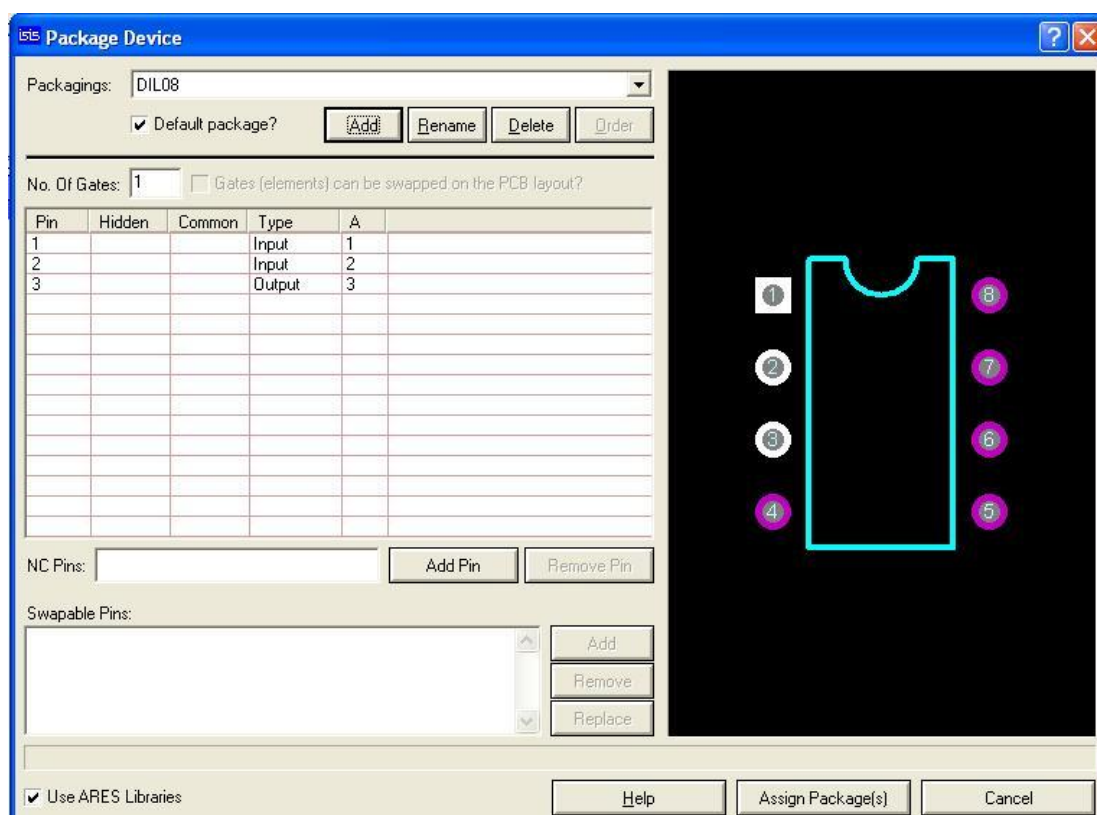 isis Package Device
Packagings: DIL08
Default package? Add Rename Delete Order
No. Of Gates: 1 Gates (elements) can be swapped on the PCB layout?
Pin Hidden Common Type A
1 Input 1
2 Input 2
3 Output 3
NC Pins: Add Pin Remove Pin
Swapable Pins:
Add
Remove
Replace
Use ARES Libraries Help Assign Package(s) Cancel
1 8
2 7
3 6
4 5